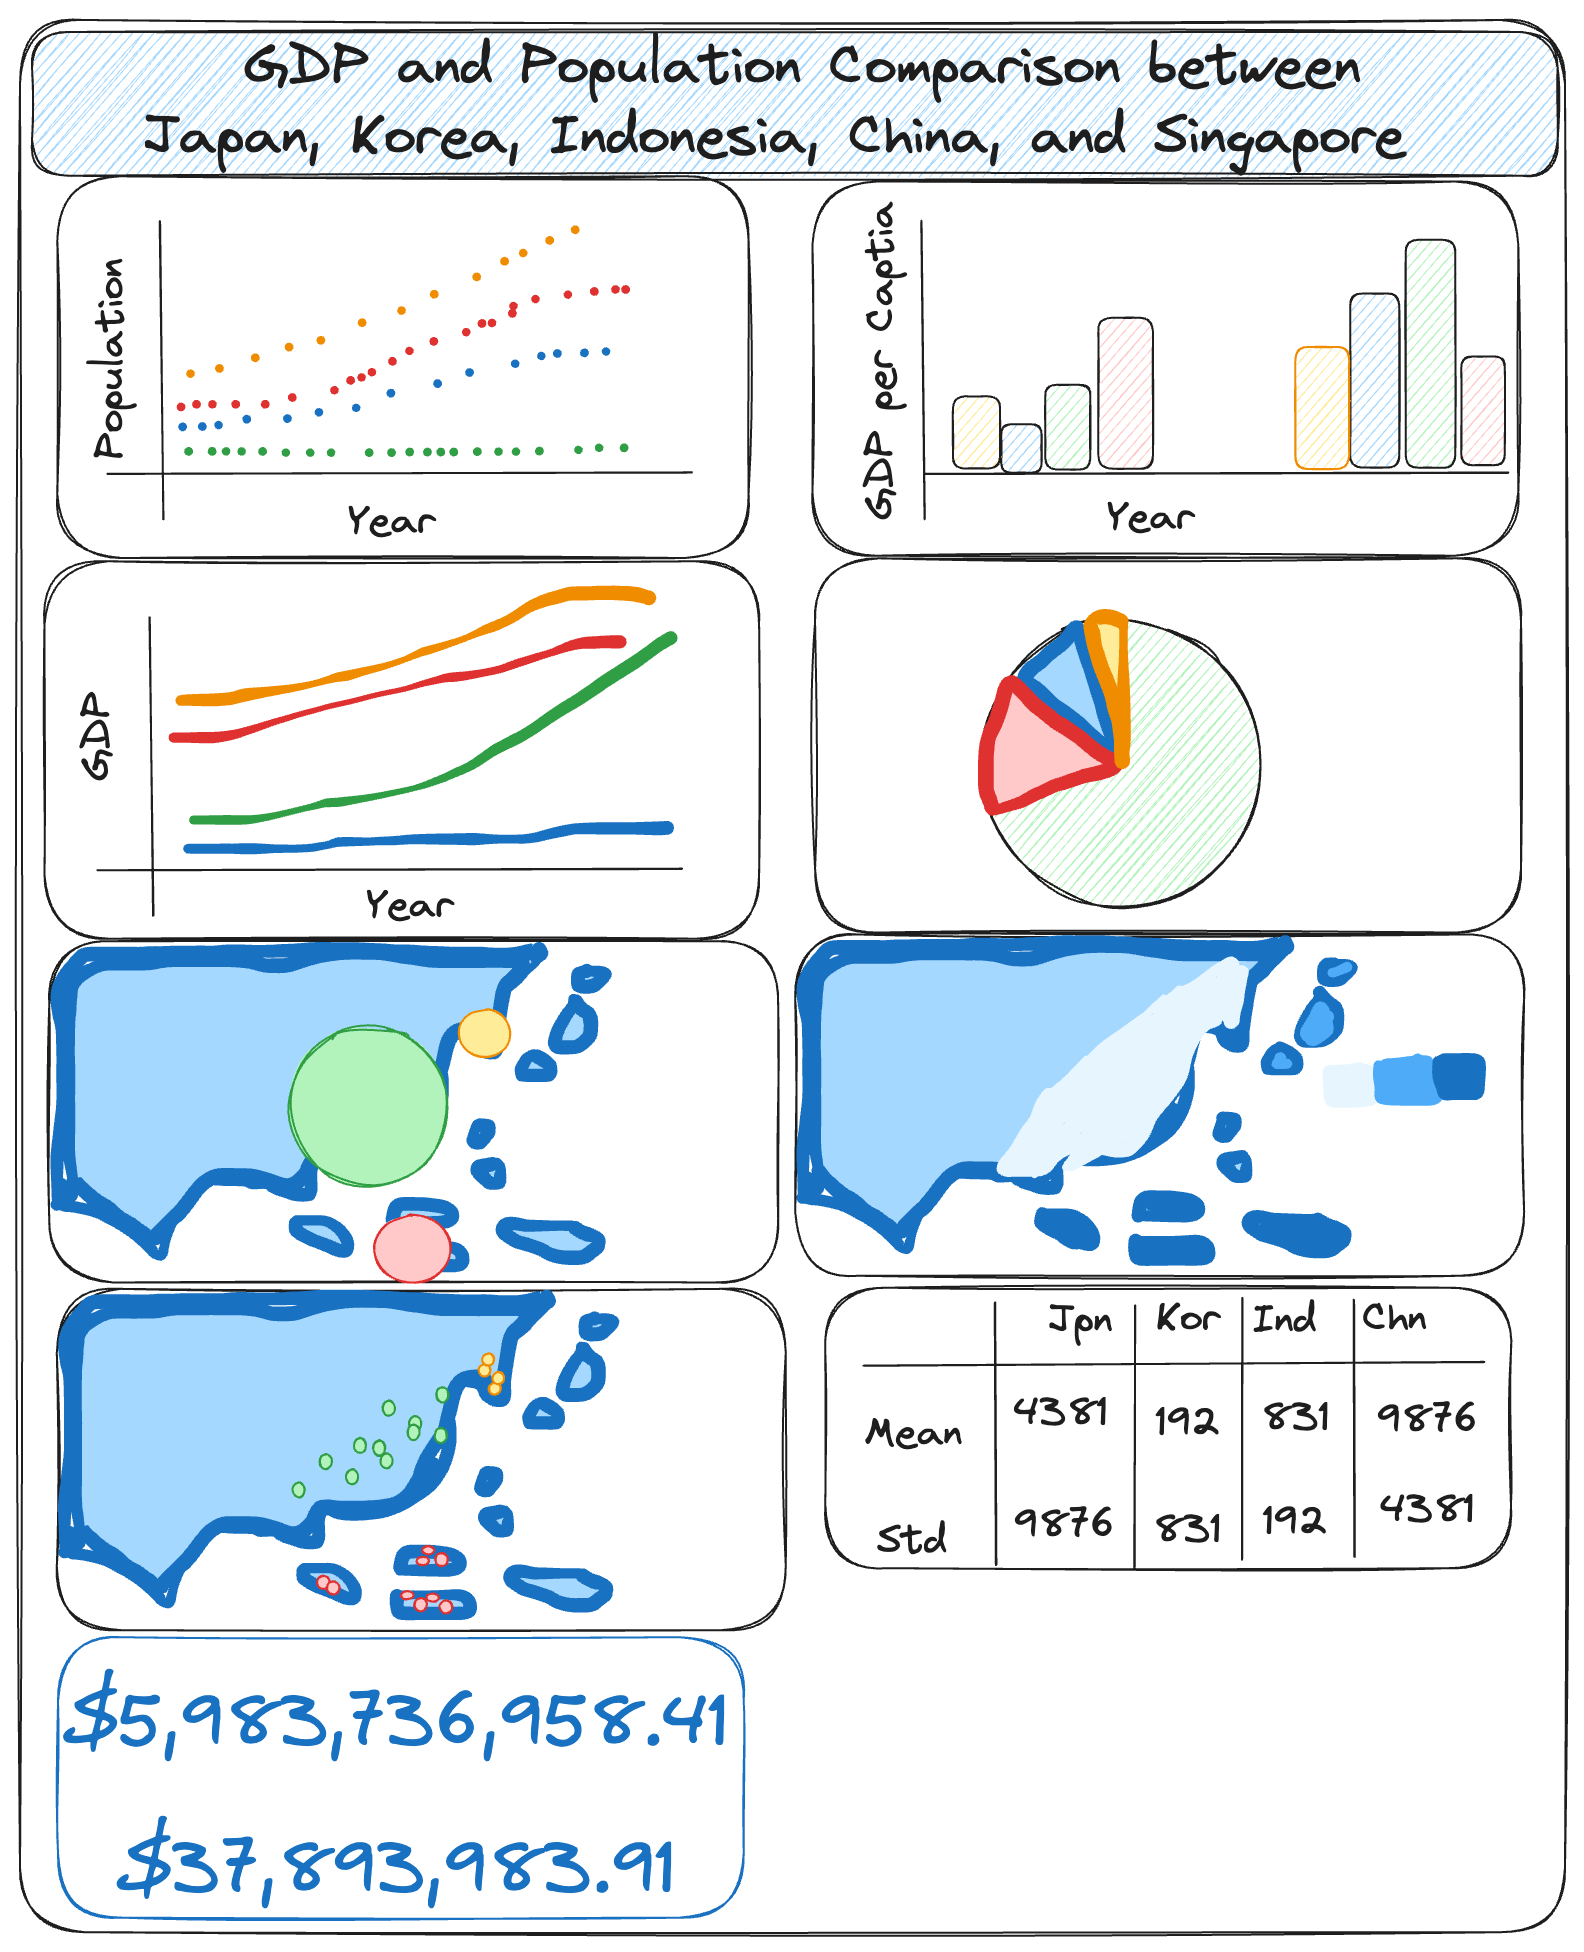 GDP and Population Comparison between
Japan, Korea, Indonesia, China, and Singapore
Population
Year
GDP per Captia
Year
GDP
Year
Jpn Kor Ind Chn
Mean 4381 192 831 9876
Std 9876 831 192 4381
$5,983,736,958.41
$37,893,983.91